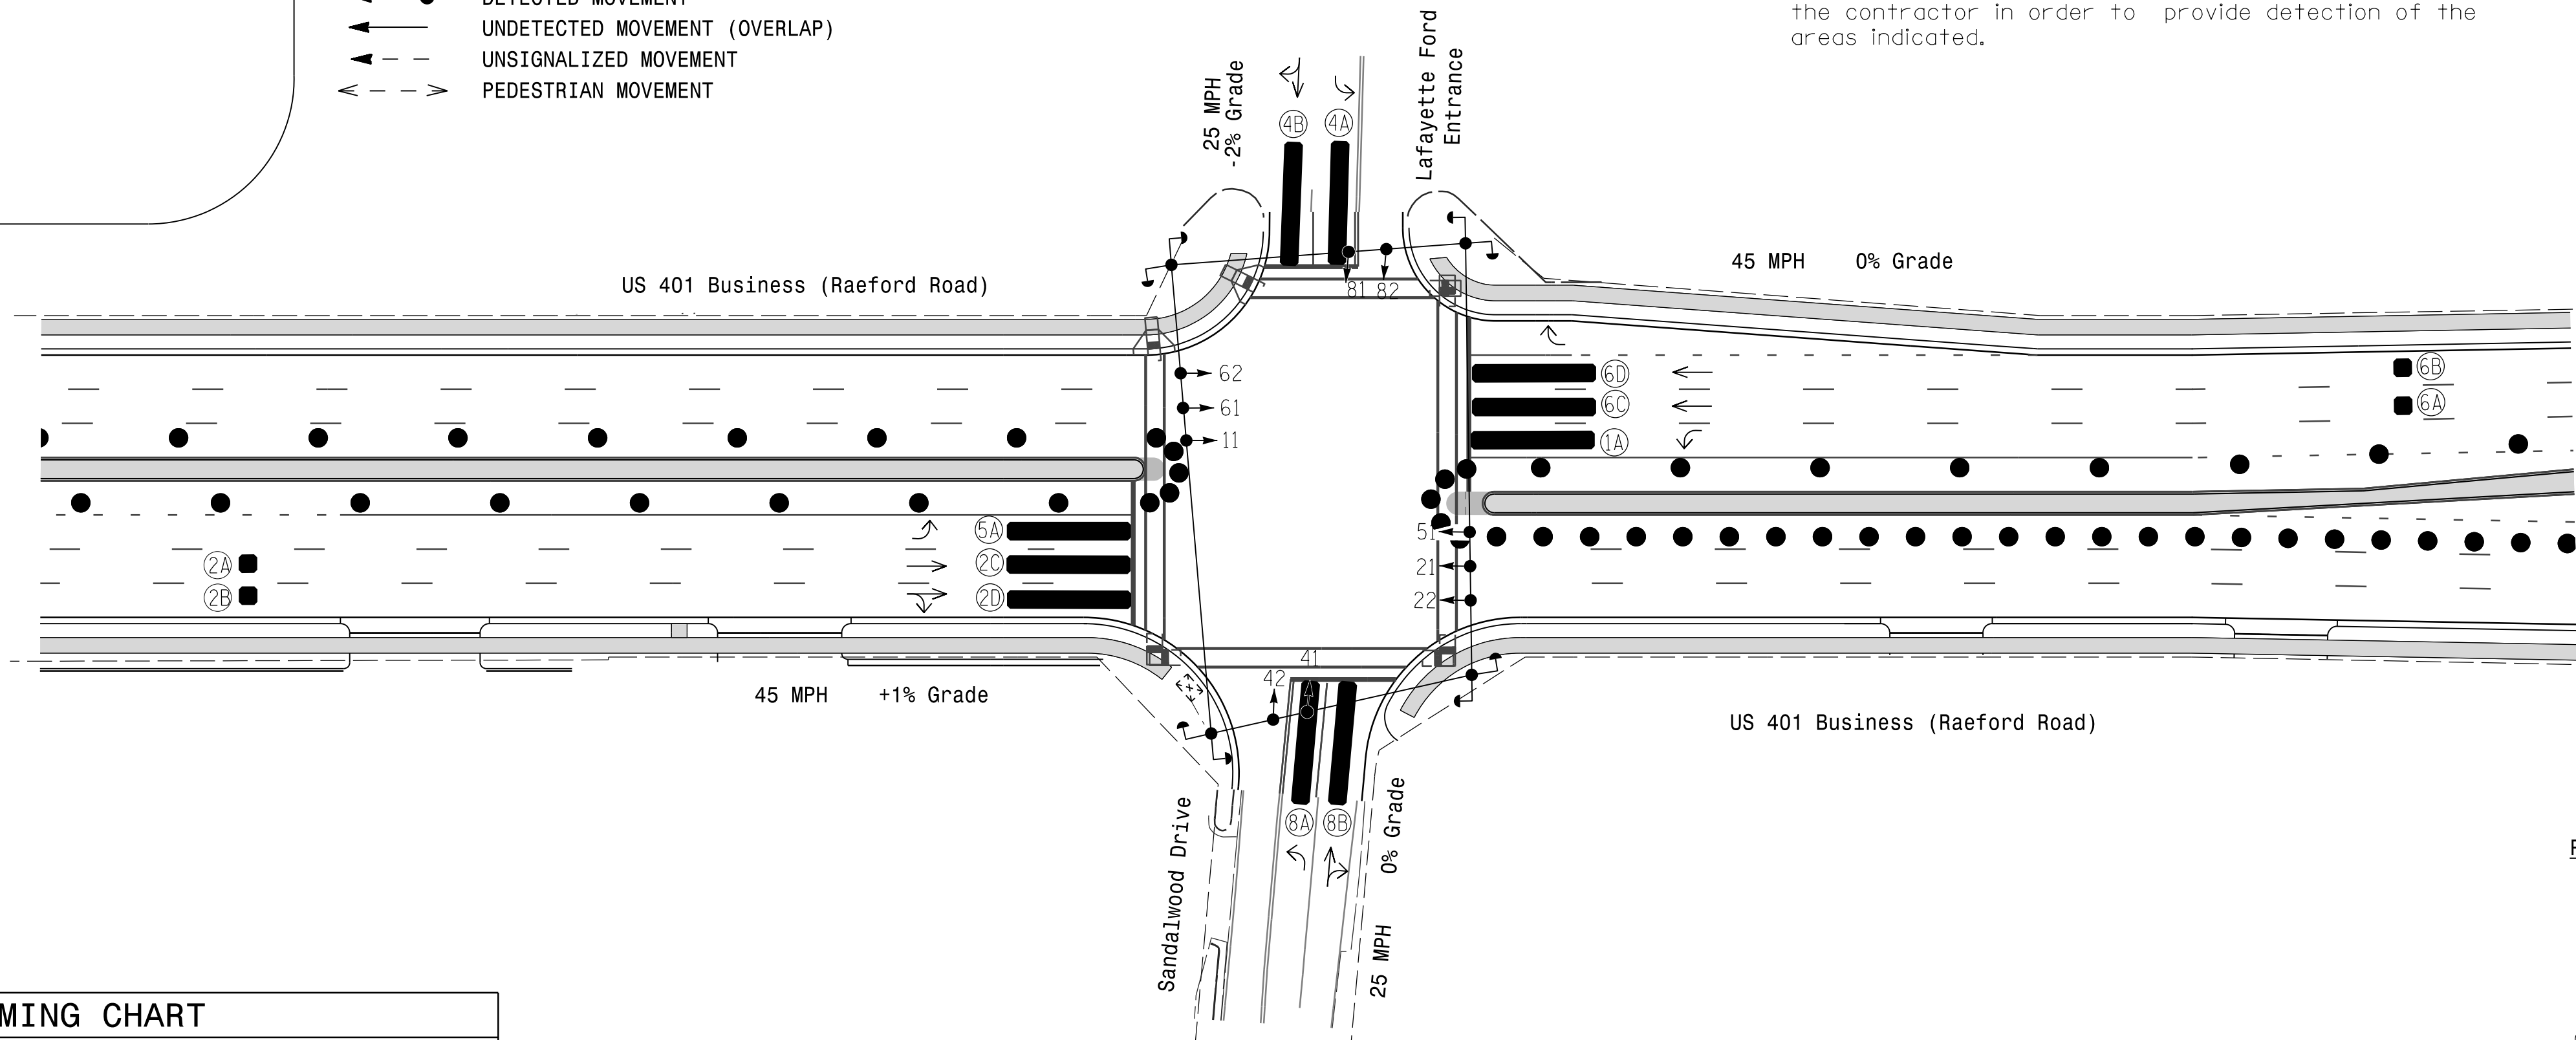 DETECTED MOVEMENT
UNDETECTED MOVEMENT (OVERLAP)
UNSIGNALIZED MOVEMENT
PEDESTRIAN MOVEMENT
the contractor in order to provide detection of the
areas indicated.
25 MPH
-2% Grade
4B
4A
Lafayette Ford
Entrance
US 401 Business (Raeford Road)
45 MPH 0% Grade
81 82
62
61
11
6D
6C
1A
6B
6A
5A
2C
2D
2A
2B
51
21
22
41
42
45 MPH +1% Grade
US 401 Business (Raeford Road)
8A
8B
Sandalwood Drive
25 MPH 0% Grade
MING CHART